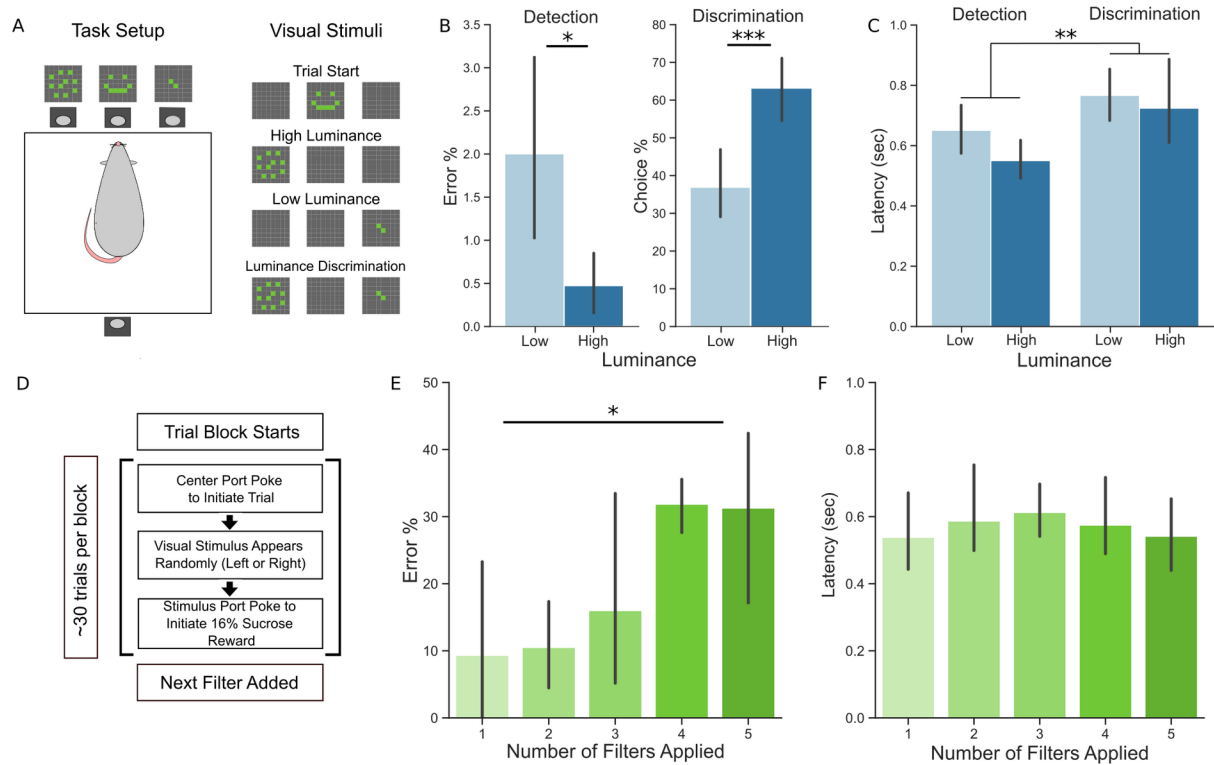 A
Task Setup
Visual Stimuli
Trial Start
High Luminance
Low Luminance
Luminance Discrimination
B
Detection
Discrimination
*
***
Error %
3.5
3.0
2.5
2.0
1.5
1.0
0.5
0.0
Low
High
Choice %
80
70
60
50
40
30
20
10
0
Low
High
Luminance
C
Detection
Discrimination
**
Latency (sec)
1.0
0.8
0.6
0.4
0.2
0.0
Low
High
Low
High
Luminance
D
~30 trials per block
Trial Block Starts
Center Port Poke
to Initiate Trial
Visual Stimulus Appears
Randomly (Left or Right)
Stimulus Port Poke to
Initiate 16% Sucrose
Reward
Next Filter Added
E
*
Error %
50
40
30
20
10
0
1
2
3
4
5
Number of Filters Applied
F
Latency (sec)
1.0
0.8
0.6
0.4
0.2
0.0
1
2
3
4
5
Number of Filters Applied